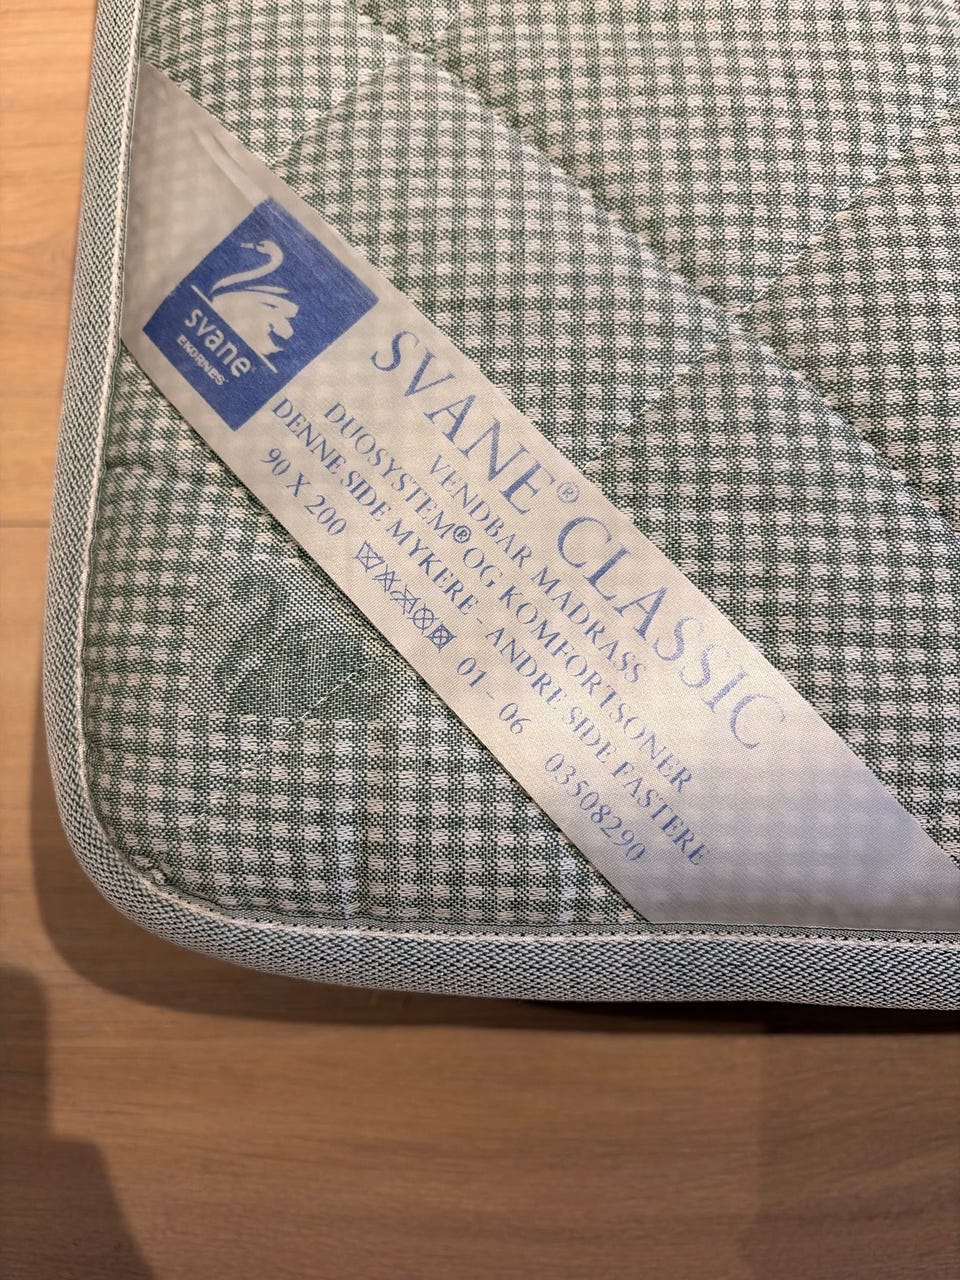 svane®
EKORNES®
SVANE® CLASSIC
VENDBAR MADRASS
DUOSYSTEM® OG KOMFORTSONER
DENNE SIDE MYKERE - ANDRE SIDE FASTERE
90 X 200 01 - 06 03508290